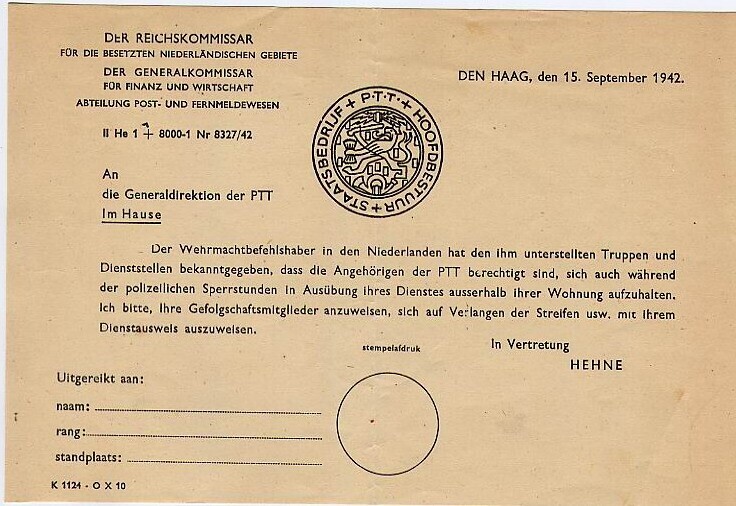 DER REICHSKOMMISSAR
FÜR DIE BESETZTEN NIEDERLÄNDISCHEN GEBIETE
DER GENERALKOMMISSAR
FÜR FINANZ UND WIRTSCHAFT
ABTEILUNG POST- UND FERNMELDEWESEN
II He 1 7 8000-1 Nr 8327/42
DEN HAAG, den 15. September 1942.
STAATSBEDRIJF + P·T·T· + HOOFDBESTUUR +
An
die Generaldirektion der PTT
Im Hause
Der Wehrmachtbefehlshaber in den Niederlanden hat den ihm unterstellten Truppen und
Dienststellen bekanntgegeben, dass die Angehörigen der PTT berechtigt sind, sich auch während
der polizeilichen Sperrstunden in Ausübung ihres Dienstes ausserhalb ihrer Wohnung aufzuhalten.
Ich bitte, Ihre Gefolgschaftsmitglieder anzuweisen, sich auf Verlangen der Streifen usw. mit ihrem
Dienstausweis auszuweisen.
In Vertretung
HEHNE
stempelafdruk
Uitgereikt aan:
naam:
rang:
standplaats:
K 1124 - O X 10